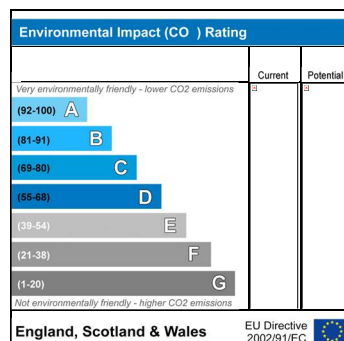 Environmental Impact (CO ) Rating
Current Potential
Very environmentally friendly - lower CO2 emissions
(92-100) A
(81-91) B
(69-80) C
(55-68) D
(39-54) E
(21-38) F
(1-20) G
Not environmentally friendly - higher CO2 emissions
England, Scotland & Wales
EU Directive
2002/91/EC